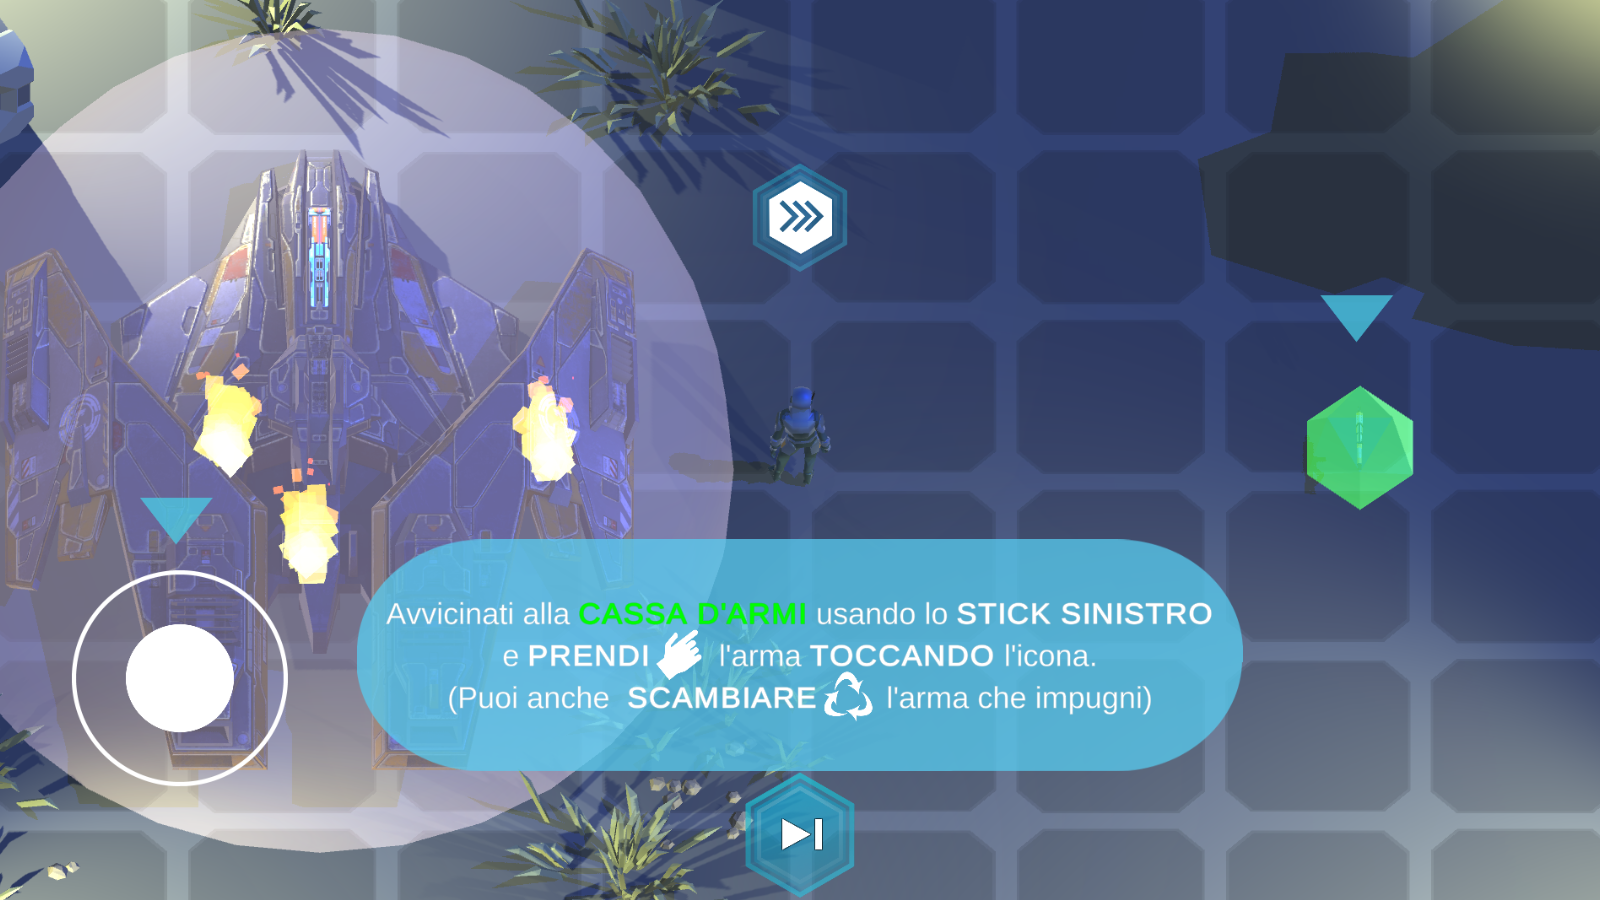 Avvicinati alla CASSA D'ARMI usando lo STICK SINISTRO
e PRENDI l'arma TOCCANDO l'icona.
(Puoi anche SCAMBIARE l'arma che impugni)